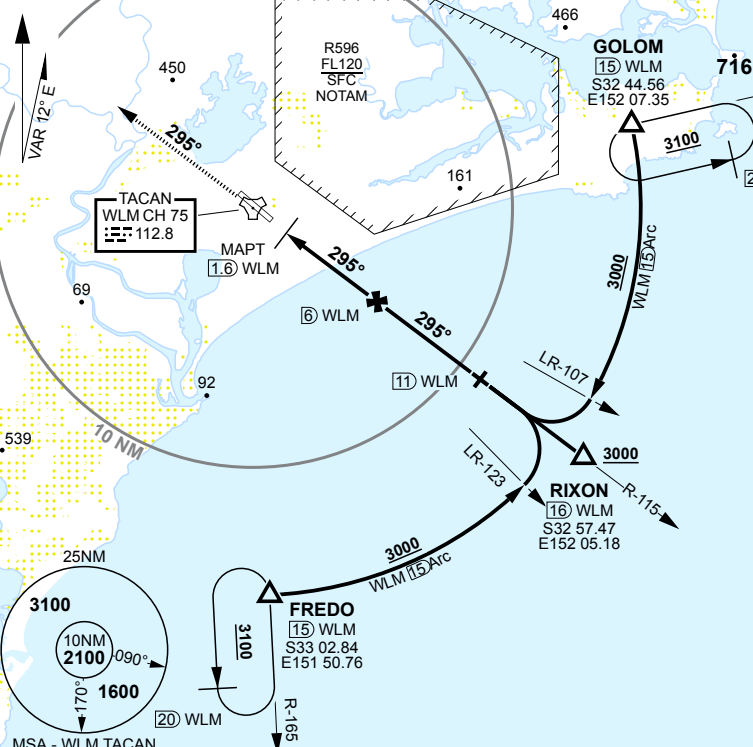 466
GOLOM
15 WLM
S32 44.56
E152 07.35
716
R596
FL120
SFC
NOTAM
450
VAR 12° E
295°
3100
161
TACAN
WLM CH 75
112.8
MAPT
1.6 WLM
295°
3000
WLM 15 Arc
69
6 WLM
295°
LR-107
11 WLM
92
10 NM
539
3000
LR-123
RIXON
16 WLM
S32 57.47
E152 05.18
R-115
3000
WLM 15 Arc
25NM
3100
10NM
2100
090°
1600
170°
MSA - WLM TACAN
FREDO
15 WLM
S33 02.84
E151 50.76
3100
20 WLM
R-165